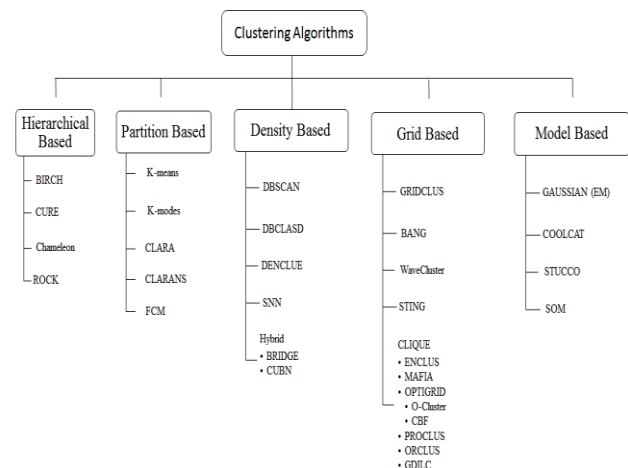 Clustering Algorithms
Hierarchical
Based
BIRCH
CURE
Chameleon
ROCK
Partition Based
K-means
K-modes
CLARA
CLARANS
FCM
Density Based
DBSCAN
DBCLASD
DENCLUE
SNN
Hybrid
• BRIDGE
• CUBN
Grid Based
GRIDCLUS
BANG
WaveCluster
STING
CLIQUE
• ENCLUS
• MAFIA
• OPTIGRID
• O-Cluster
• CBF
• PROCLUS
• ORCLUS
• GDILC
Model Based
GAUSSIAN (EM)
COOLCAT
STUCCO
SOM